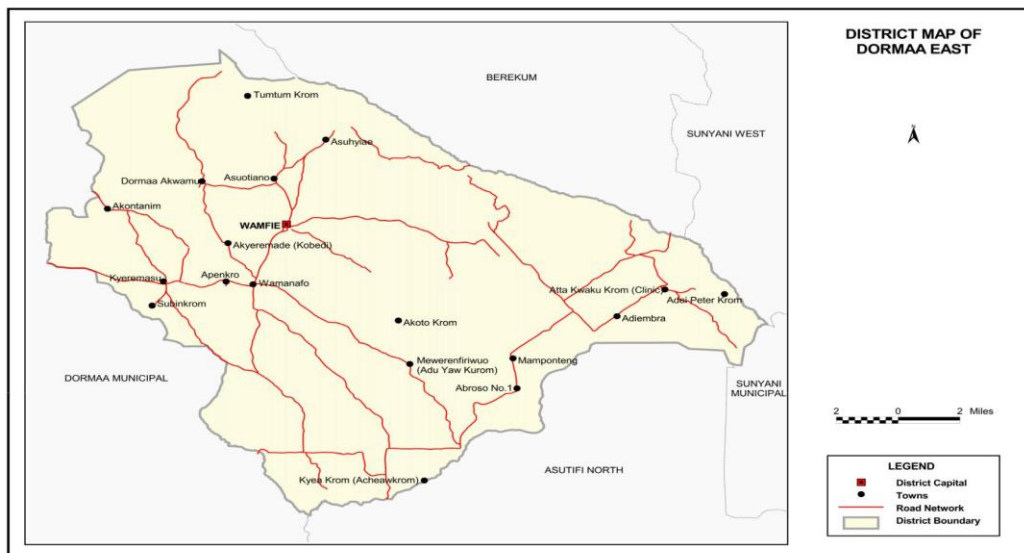 DISTRICT MAP OF
DORMAA EAST
BEREKUM
SUNYANI WEST
N
Tumtum Krom
Asuhyiae
Asuotiano
Dormaa Akwamu
Akontanim
WAMFIE
Akyeremade (Kobedi)
Kyeremasu
Apenkro
Wamanafo
Subinkrom
Atta Kwaku Krom (Clinic)
Adei Peter Krom
Adiembra
Akoto Krom
Mewerenfiriwuo
(Adu Yaw Kurom)
Mamponteng
Abroso No.1
DORMAA MUNICIPAL
SUNYANI
MUNICIPAL
ASUTIFI NORTH
Kyea Krom (Acheawkrom)
2 0 2 Miles
LEGEND
District Capital
Towns
Road Network
District Boundary